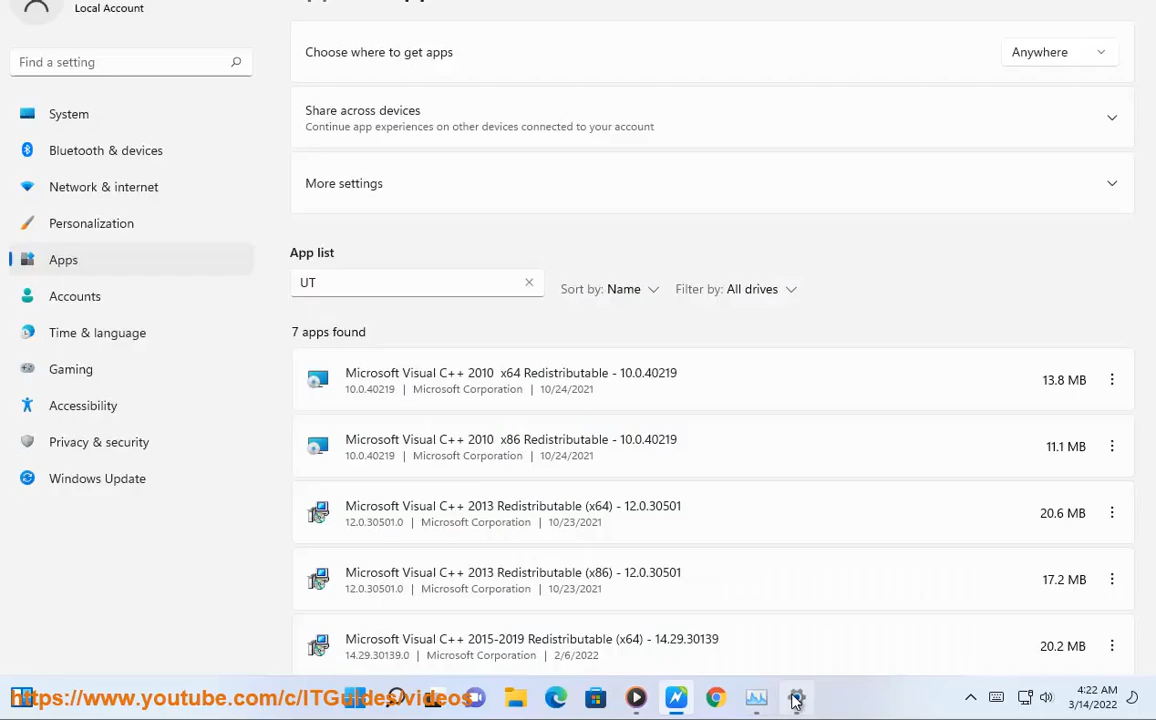 Local Account
Find a setting
System
Bluetooth & devices
Network & internet
Personalization
Apps
Accounts
Time & language
Gaming
Accessibility
Privacy & security
Windows Update
Choose where to get apps
Anywhere
Share across devices
Continue app experiences on other devices connected to your account
More settings
App list
UT
Sort by: Name
Filter by: All drives
7 apps found
Microsoft Visual C++ 2010  x64 Redistributable - 10.0.40219
10.0.40219 | Microsoft Corporation | 10/24/2021
13.8 MB
Microsoft Visual C++ 2010  x86 Redistributable - 10.0.40219
10.0.40219 | Microsoft Corporation | 10/24/2021
11.1 MB
Microsoft Visual C++ 2013 Redistributable (x64) - 12.0.30501
12.0.30501.0 | Microsoft Corporation | 10/23/2021
20.6 MB
Microsoft Visual C++ 2013 Redistributable (x86) - 12.0.30501
12.0.30501.0 | Microsoft Corporation | 10/23/2021
17.2 MB
Microsoft Visual C++ 2015-2019 Redistributable (x64) - 14.29.30139
14.29.30139.0 | Microsoft Corporation | 2/6/2022
20.2 MB
https://www.youtube.com/c/ITGuides/videos
4:22 AM
3/14/2022